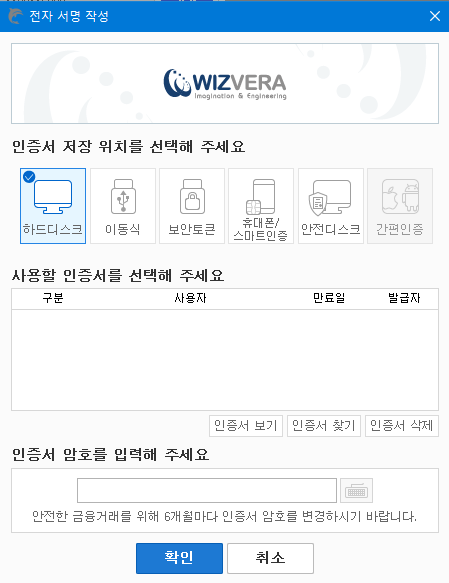 전자 서명 작성
WIZVERA
Imagination & Engineering
인증서 저장 위치를 선택해 주세요
하드디스크 이동식 보안토큰 휴대폰/스마트인증 안전디스크 간편인증
사용할 인증서를 선택해 주세요
구분 사용자 만료일 발급자
인증서 보기 인증서 찾기 인증서 삭제
인증서 암호를 입력해 주세요
안전한 금융거래를 위해 6개월마다 인증서 암호를 변경하시기 바랍니다.
확인 취소